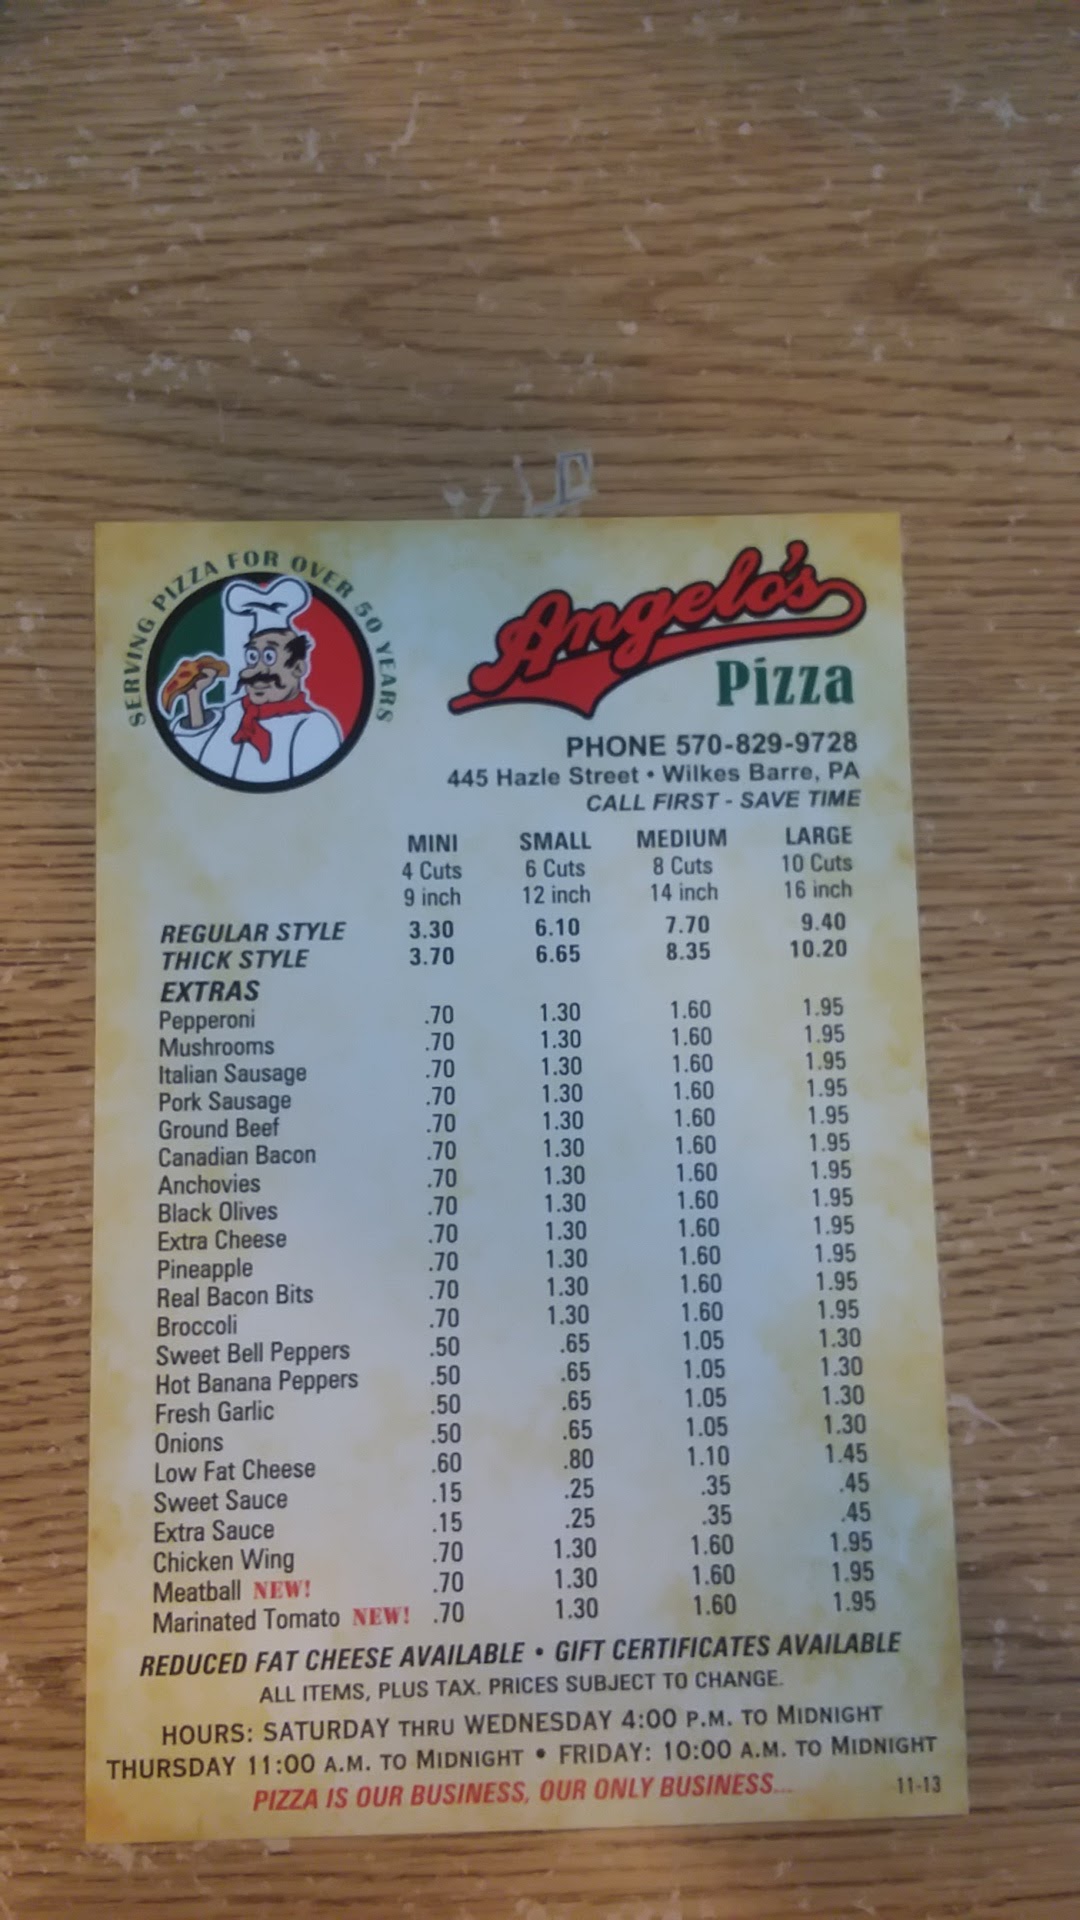 SERVING PIZZA FOR OVER 50 YEARS
Angelo's
Pizza
PHONE 570-829-9728
445 Hazle Street • Wilkes Barre, PA
CALL FIRST - SAVE TIME
MINI SMALL MEDIUM LARGE
4 Cuts 6 Cuts 8 Cuts 10 Cuts
9 inch 12 inch 14 inch 16 inch
REGULAR STYLE 3.30 6.10 7.70 9.40
THICK STYLE 3.70 6.65 8.35 10.20
EXTRAS
Pepperoni .70 1.30 1.60 1.95
Mushrooms .70 1.30 1.60 1.95
Italian Sausage .70 1.30 1.60 1.95
Pork Sausage .70 1.30 1.60 1.95
Ground Beef .70 1.30 1.60 1.95
Canadian Bacon .70 1.30 1.60 1.95
Anchovies .70 1.30 1.60 1.95
Black Olives .70 1.30 1.60 1.95
Extra Cheese .70 1.30 1.60 1.95
Pineapple .70 1.30 1.60 1.95
Real Bacon Bits .70 1.30 1.60 1.95
Broccoli .70 1.30 1.60 1.95
Sweet Bell Peppers .50 .65 1.05 1.30
Hot Banana Peppers .50 .65 1.05 1.30
Fresh Garlic .50 .65 1.05 1.30
Onions .50 .65 1.05 1.30
Low Fat Cheese .60 .80 1.10 1.45
Sweet Sauce .15 .25 .35 .45
Extra Sauce .15 .25 .35 .45
Chicken Wing .70 1.30 1.60 1.95
Meatball NEW! .70 1.30 1.60 1.95
Marinated Tomato NEW! .70 1.30 1.60 1.95
REDUCED FAT CHEESE AVAILABLE • GIFT CERTIFICATES AVAILABLE
ALL ITEMS, PLUS TAX. PRICES SUBJECT TO CHANGE.
HOURS: SATURDAY THRU WEDNESDAY 4:00 P.M. TO MIDNIGHT
THURSDAY 11:00 A.M. TO MIDNIGHT • FRIDAY: 10:00 A.M. TO MIDNIGHT
PIZZA IS OUR BUSINESS, OUR ONLY BUSINESS...
11-13